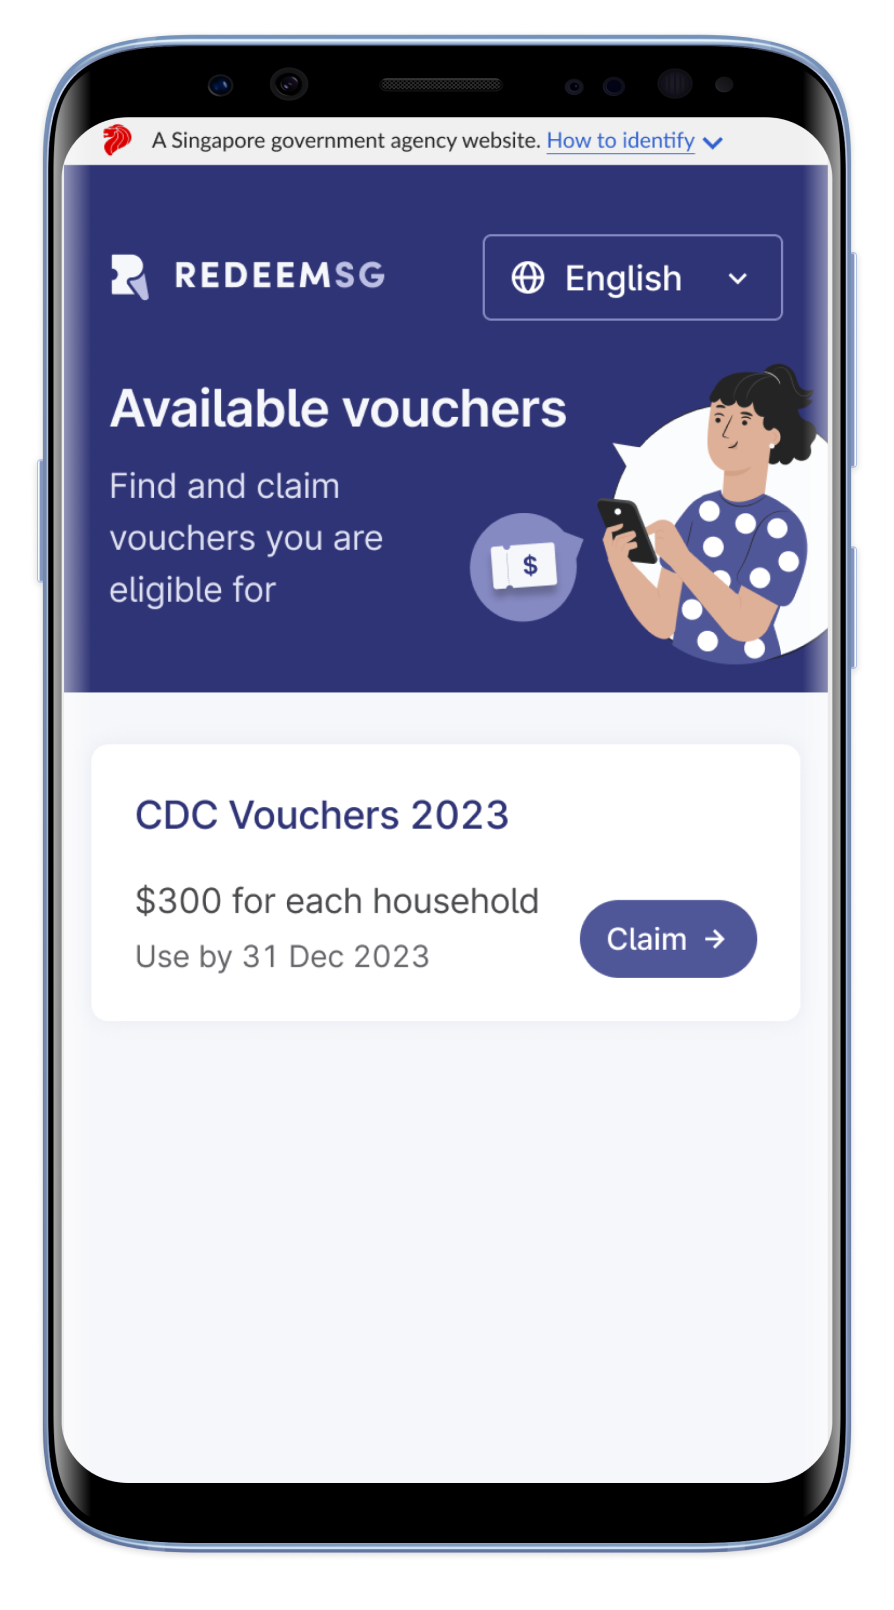 A Singapore government agency website. How to identify
REDEEMSG
English
Available vouchers
Find and claim
vouchers you are
eligible for
$
CDC Vouchers 2023
$300 for each household
Use by 31 Dec 2023
Claim →